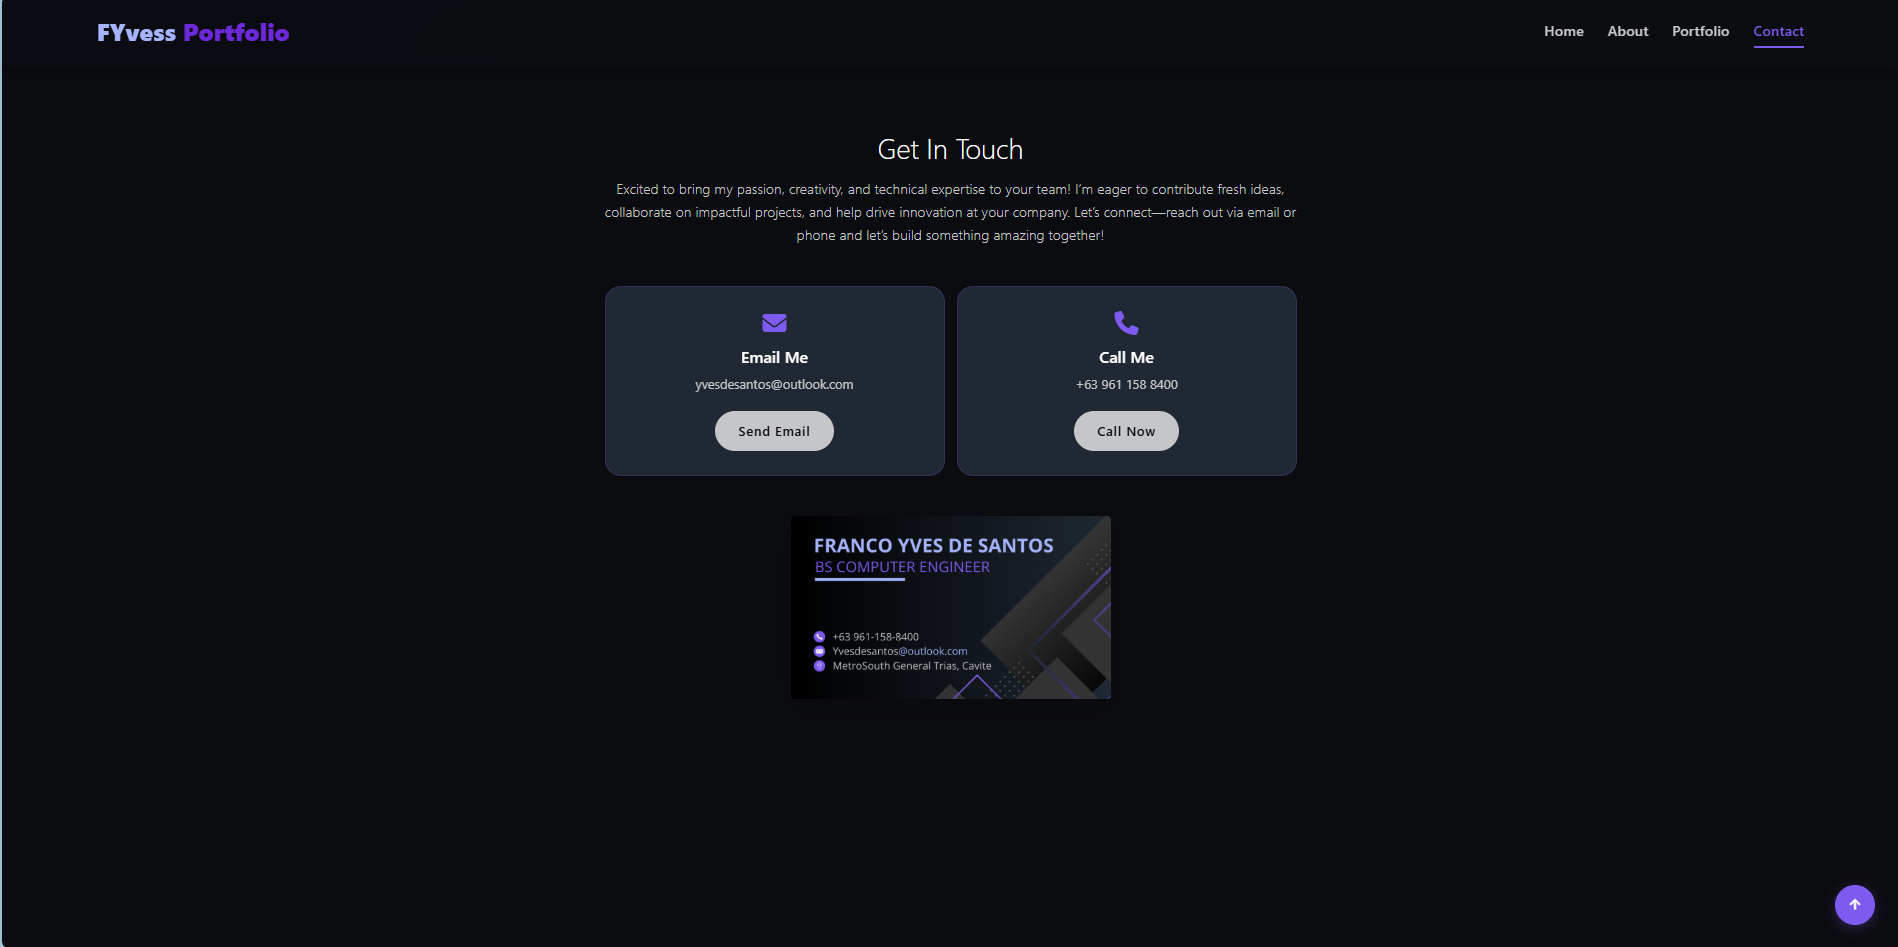 FYvess Portfolio
Home About Portfolio Contact
Get In Touch
Excited to bring my passion, creativity, and technical expertise to your team! I’m eager to contribute fresh ideas,
collaborate on impactful projects, and help drive innovation at your company. Let’s connect—reach out via email or
phone and let’s build something amazing together!
Email Me
yvesdesantos@outlook.com
Send Email
Call Me
+63 961 158 8400
Call Now
FRANCO YVES DE SANTOS
BS COMPUTER ENGINEER
+63 961-158-8400
Yvesdesantos@outlook.com
MetroSouth General Trias, Cavite